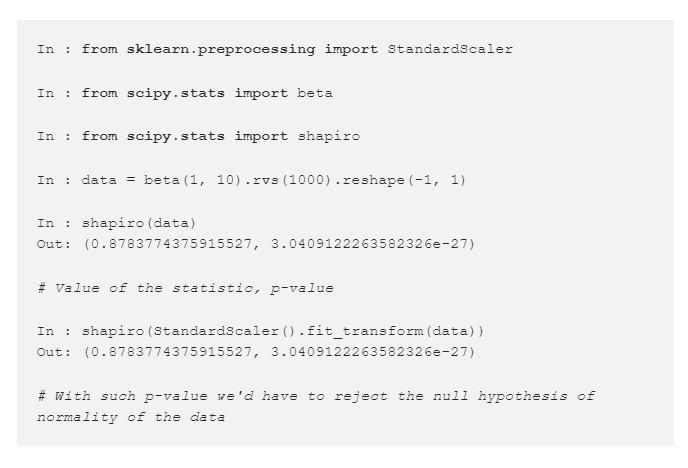 In : from sklearn.preprocessing import StandardScaler
In : from scipy.stats import beta
In : from scipy.stats import shapiro
In : data = beta(1, 10).rvs(1000).reshape(-1, 1)
In : shapiro(data)
Out: (0.8783774375915527, 3.0409122263582326e-27)
# Value of the statistic, p-value
In : shapiro(StandardScaler().fit_transform(data))
Out: (0.8783774375915527, 3.0409122263582326e-27)
# With such p-value we'd have to reject the null hypothesis of
normality of the data